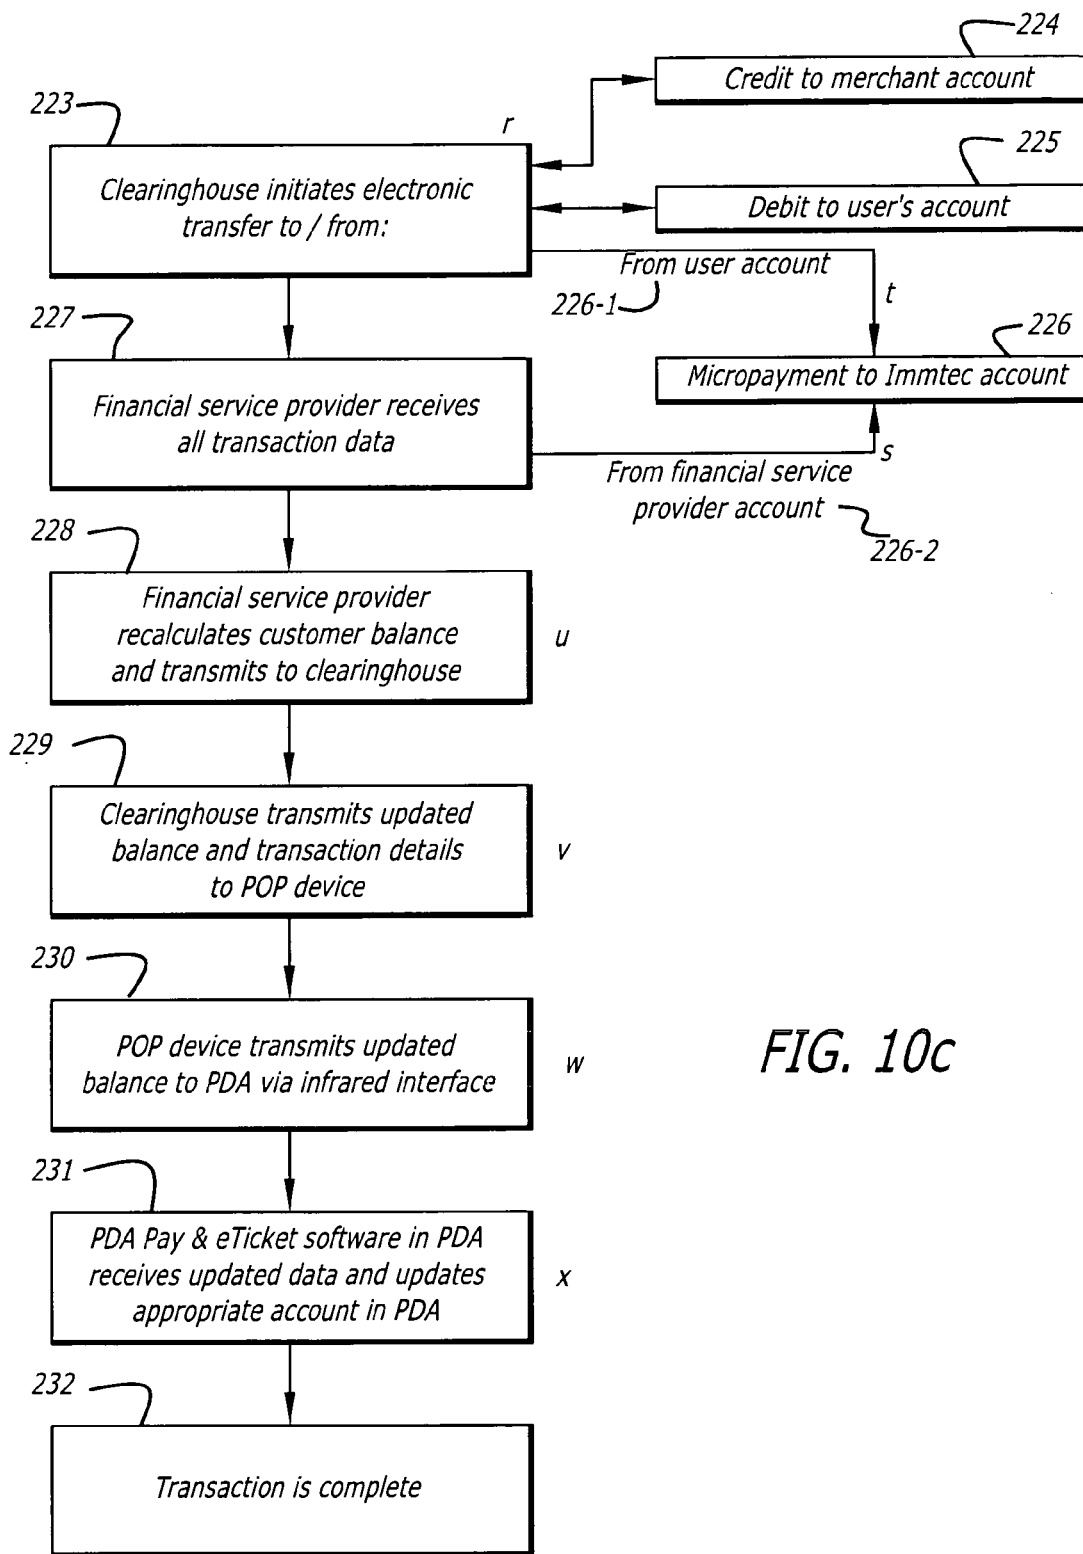 224
Credit to merchant account
223
r
225
Clearinghouse initiates electronic
transfer to / from:
Debit to user's account
From user account
226-1
t
227
226
Micropayment to Immtec account
Financial service provider receives
all transaction data
s
From financial service
provider account
226-2
228
Financial service provider
recalculates customer balance
and transmits to clearinghouse
u
229
Clearinghouse transmits updated
balance and transaction details
to POP device
v
230
POP device transmits updated
balance to PDA via infrared interface
w
FIG. 10c
231
PDA Pay & eTicket software in PDA
receives updated data and updates
appropriate account in PDA
x
232
Transaction is complete